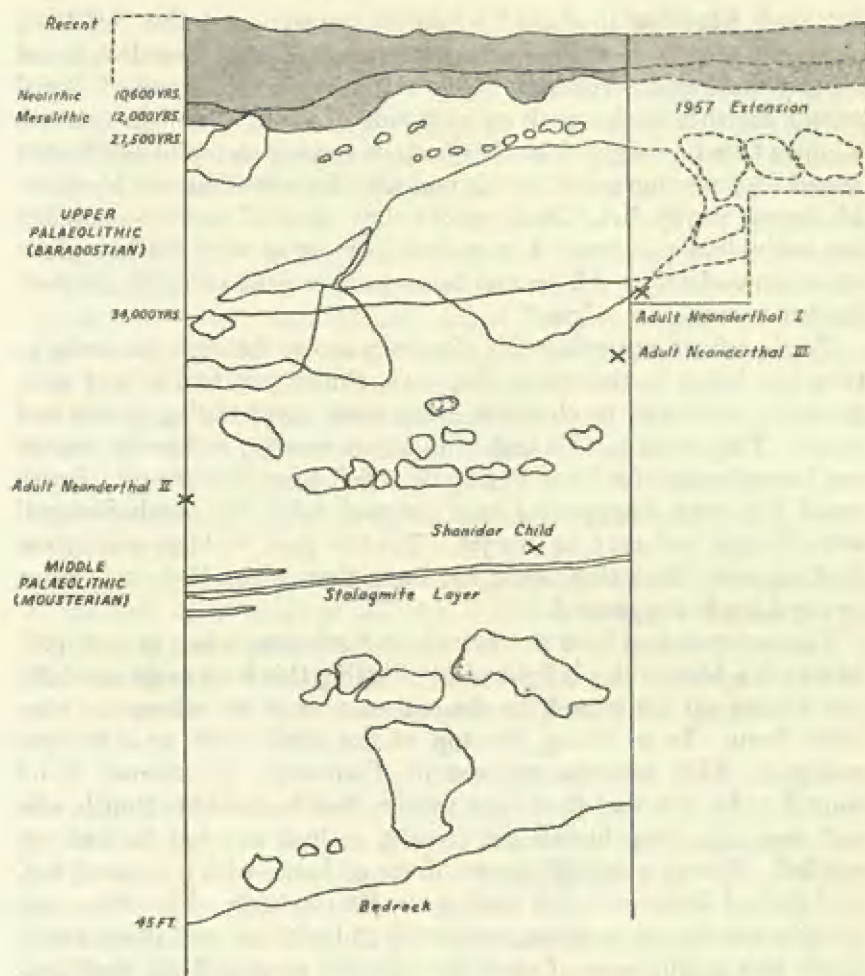 Recent
Neolithic 10,600 YRS.
Mesolithic 12,000 YRS.
27,500 YRS.
1957 Extension
UPPER
PALAEOLITHIC
(BARADOSTIAN)
34,000 YRS.
Adult Neanderthal I
Adult Neanderthal III
Adult Neanderthal II
Shanidar Child
MIDDLE
PALAEOLITHIC
(MOUSTERIAN)
Stalagmite Layer
Bedrock
45 FT.